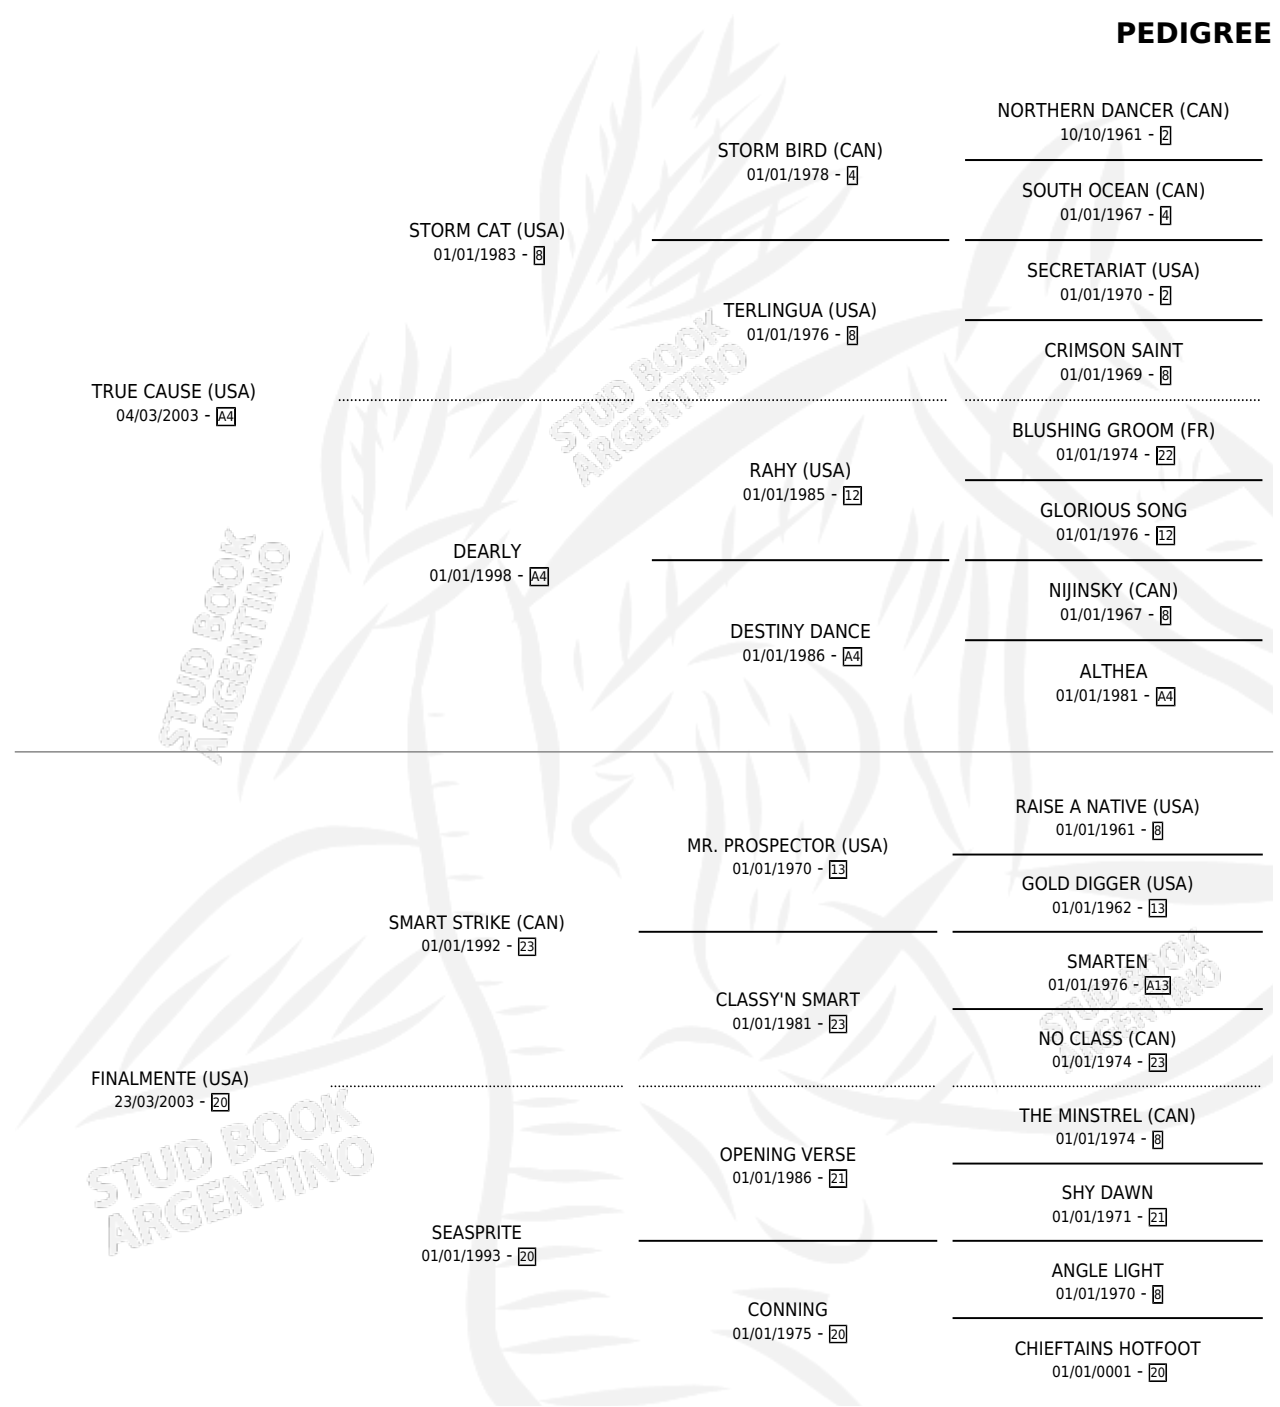 PEDIGREE
NORTHERN DANCER (CAN)
10/10/1961 - 2
STORM BIRD (CAN)
01/01/1978 - 4
SOUTH OCEAN (CAN)
01/01/1967 - 4
STORM CAT (USA)
01/01/1983 - 8
SECRETARIAT (USA)
01/01/1970 - 2
TERLINGUA (USA)
01/01/1976 - 8
CRIMSON SAINT
01/01/1969 - 8
TRUE CAUSE (USA)
04/03/2003 - A4
BLUSHING GROOM (FR)
01/01/1974 - 22
RAHY (USA)
01/01/1985 - 12
GLORIOUS SONG
01/01/1976 - 12
DEARLY
01/01/1998 - A4
NIJINSKY (CAN)
01/01/1967 - 8
DESTINY DANCE
01/01/1986 - A4
ALTHEA
01/01/1981 - A4
RAISE A NATIVE (USA)
01/01/1961 - 8
MR. PROSPECTOR (USA)
01/01/1970 - 13
GOLD DIGGER (USA)
01/01/1962 - 13
SMART STRIKE (CAN)
01/01/1992 - 23
SMARTEN
01/01/1976 - A13
CLASSY'N SMART
01/01/1981 - 23
NO CLASS (CAN)
01/01/1974 - 23
FINALMENTE (USA)
23/03/2003 - 20
THE MINSTREL (CAN)
01/01/1974 - 8
OPENING VERSE
01/01/1986 - 21
SHY DAWN
01/01/1971 - 21
SEASPRITE
01/01/1993 - 20
ANGLE LIGHT
01/01/1970 - 8
CONNING
01/01/1975 - 20
CHIEFTAINS HOTFOOT
01/01/0001 - 20
STUD BOOK
ARGENTINO
STUD BOOK
ARGENTINO
STUD BOOK
ARGENTINO
STUD BOOK
ARGENTINO